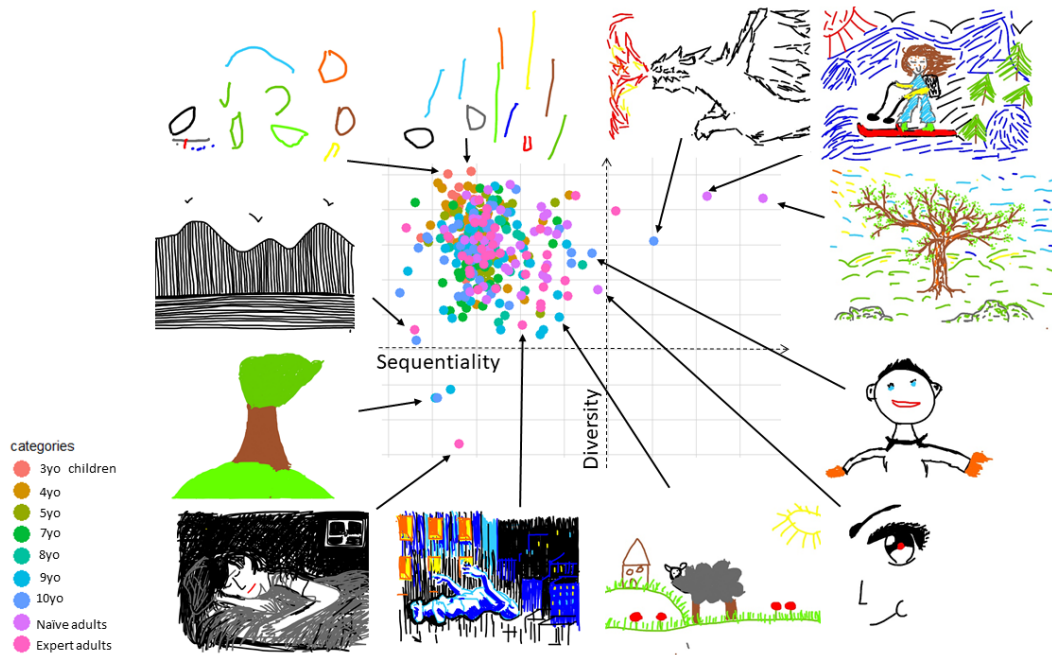 Sequentiality
Diversity
categories
3yo children
4yo
5yo
7yo
8yo
9yo
10yo
Naïve adults
Expert adults